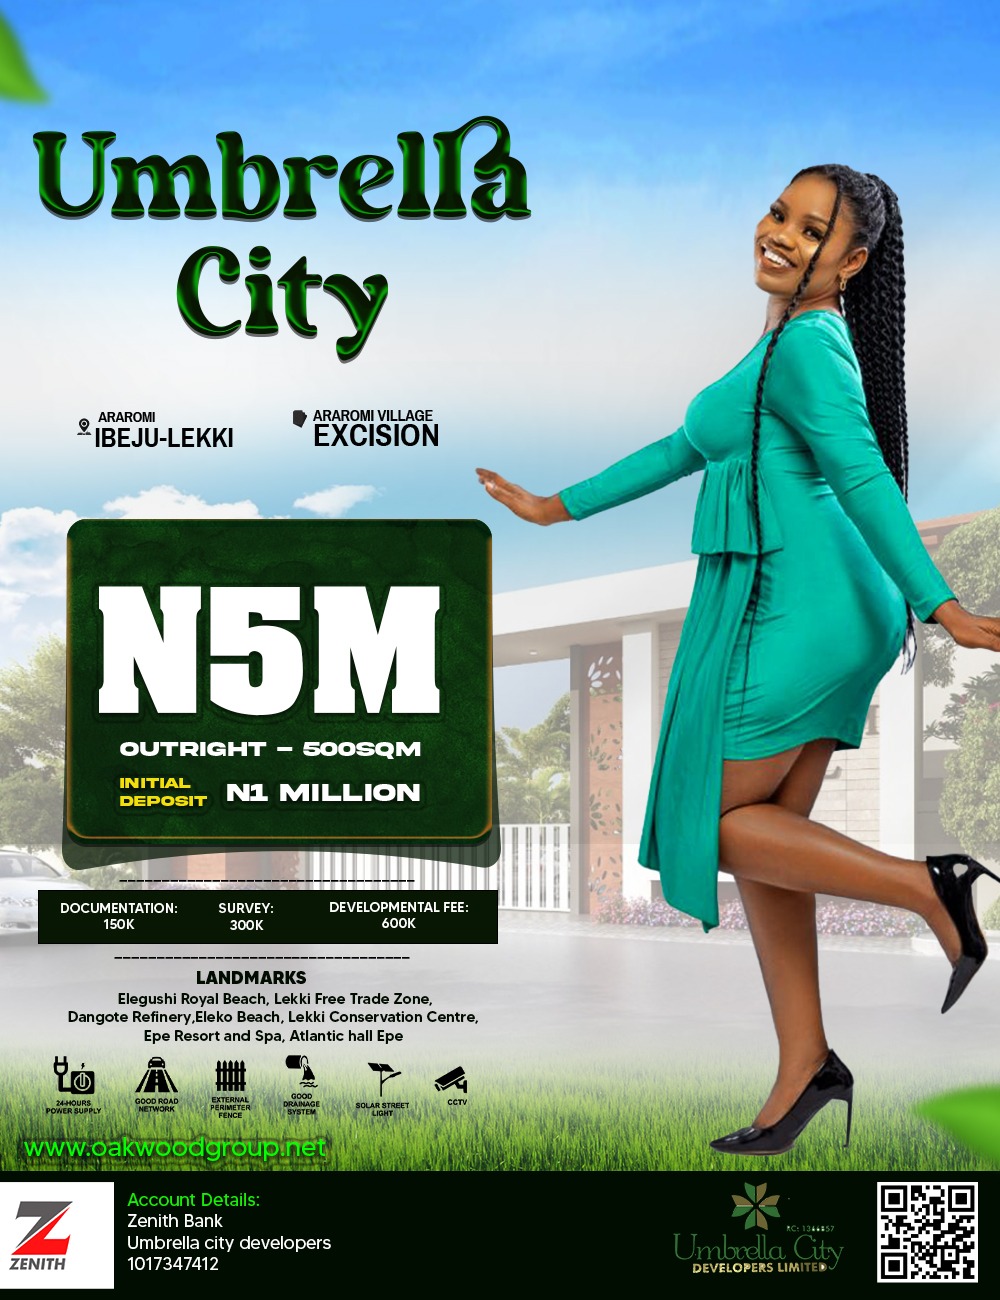 Umbrella
City
ARAROMI
IBEJU-LEKKI
ARAROMI VILLAGE
EXCISION
N5M
OUTRIGHT – 500SQM
INITIAL
DEPOSIT
N1 MILLION
DOCUMENTATION:
150K
SURVEY:
300K
DEVELOPMENTAL FEE:
600K
LANDMARKS
Elegushi Royal Beach, Lekki Free Trade Zone,
Dangote Refinery,Eleko Beach, Lekki Conservation Centre,
Epe Resort and Spa, Atlantic hall Epe
24-HOURS
POWER SUPPLY
GOOD ROAD
NETWORK
EXTERNAL
PERIMETER
FENCE
GOOD
DRAINAGE
SYSTEM
SOLAR STREET
LIGHT
CCTV
www.oakwoodgroup.net
ZENITH
Account Details:
Zenith Bank
Umbrella city developers
1017347412
RC:
Umbrella City
DEVELOPERS LIMITED